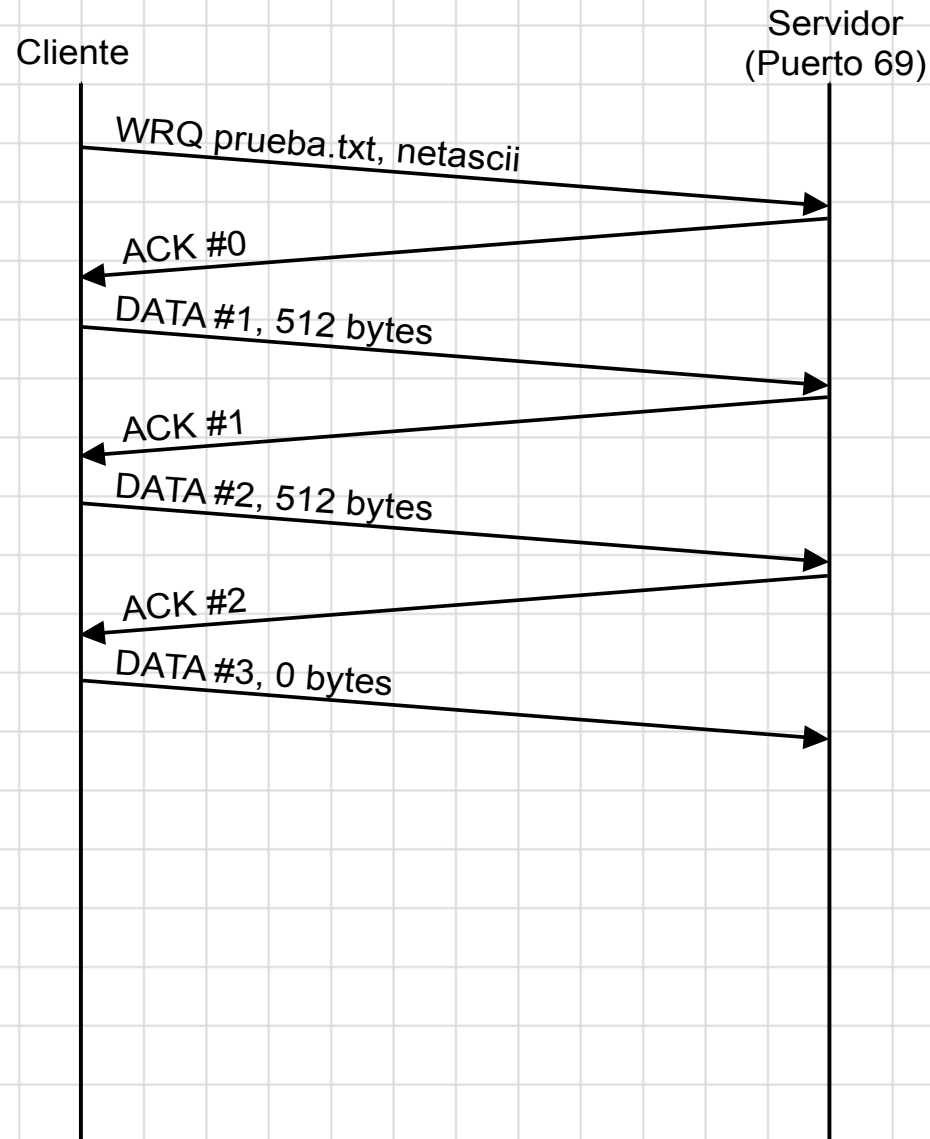 Cliente
Servidor
(Puerto 69)
WRQ prueba.txt, netascii
ACK #0
DATA #1, 512 bytes
ACK #1
DATA #2, 512 bytes
ACK #2
DATA #3, 0 bytes